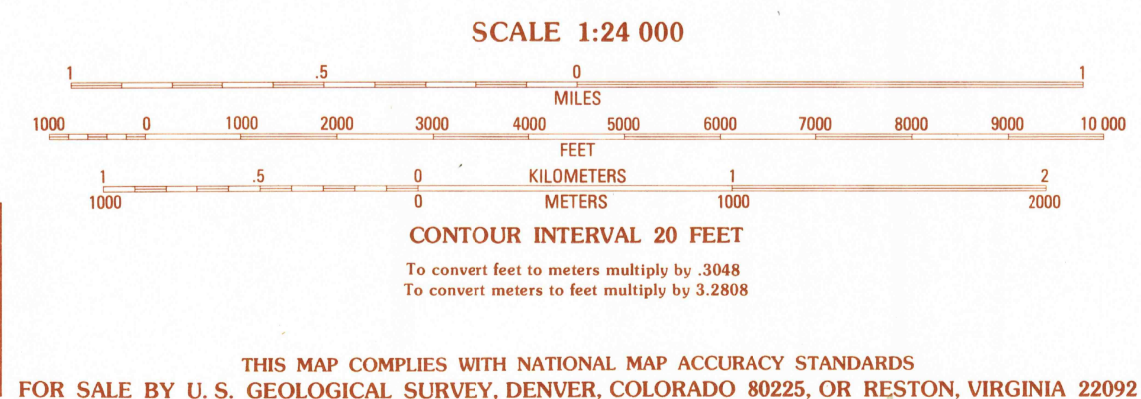 SCALE 1:24 000
1 .5 0 1
MILES
1000 0 1000 2000 3000 4000 5000 6000 7000 8000 9000 10 000
FEET
1 .5 0 KILOMETERS 1 2
1000 0 METERS 1000 2000
CONTOUR INTERVAL 20 FEET
To convert feet to meters multiply by .3048
To convert meters to feet multiply by 3.2808
THIS MAP COMPLIES WITH NATIONAL MAP ACCURACY STANDARDS
FOR SALE BY U. S. GEOLOGICAL SURVEY, DENVER, COLORADO 80225, OR RESTON, VIRGINIA 22092